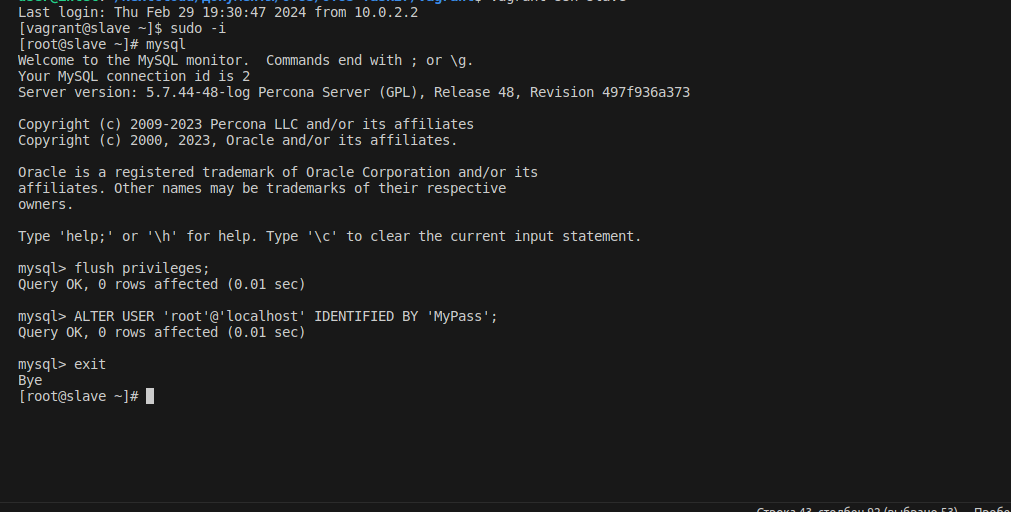 Last login: Thu Feb 29 19:30:47 2024 from 10.0.2.2
[vagrant@slave ~]$ sudo -i
[root@slave ~]# mysql
Welcome to the MySQL monitor.  Commands end with ; or \g.
Your MySQL connection id is 2
Server version: 5.7.44-48-log Percona Server (GPL), Release 48, Revision 497f936a373

Copyright (c) 2009-2023 Percona LLC and/or its affiliates
Copyright (c) 2000, 2023, Oracle and/or its affiliates.

Oracle is a registered trademark of Oracle Corporation and/or its
affiliates. Other names may be trademarks of their respective
owners.

Type 'help;' or '\h' for help. Type '\c' to clear the current input statement.

mysql> flush privileges;
Query OK, 0 rows affected (0.01 sec)

mysql> ALTER USER 'root'@'localhost' IDENTIFIED BY 'MyPass';
Query OK, 0 rows affected (0.01 sec)

mysql> exit
Bye
[root@slave ~]#
Строка 43, столбец 92 (выбрано 53)